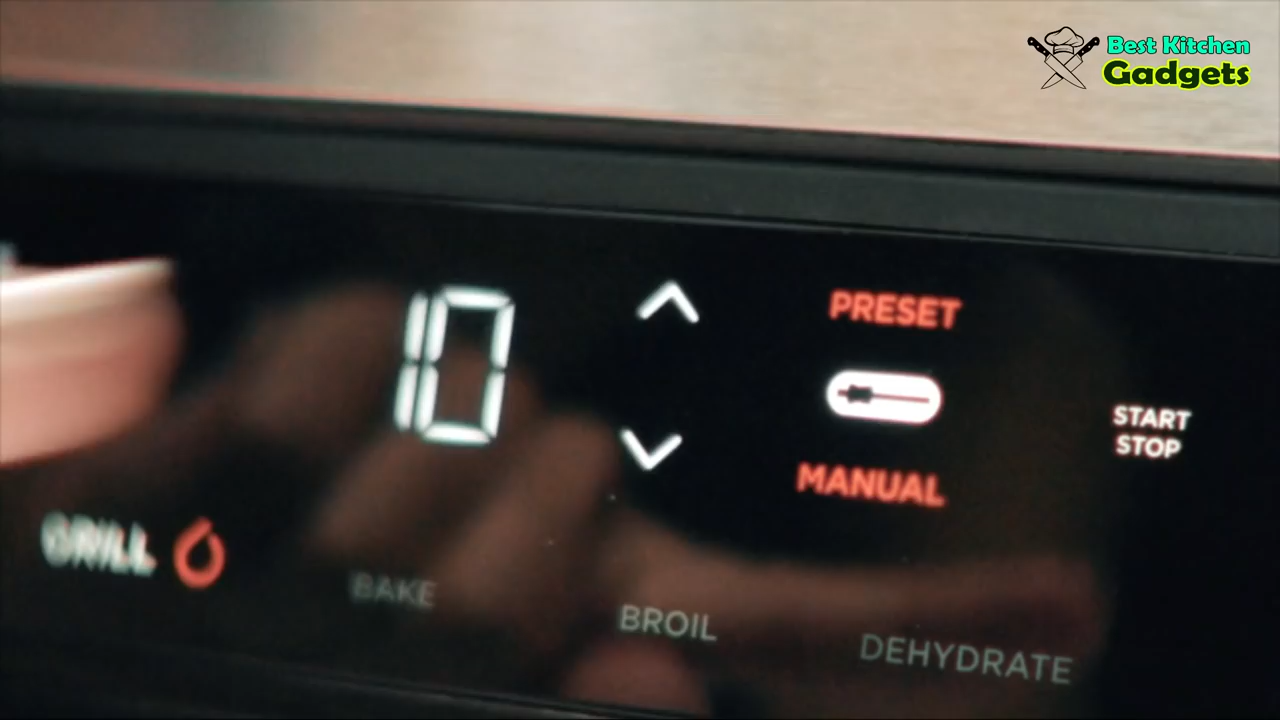 Best Kitchen
Gadgets
10
PRESET
MANUAL
START
STOP
GRILL
BAKE
BROIL
DEHYDRATE